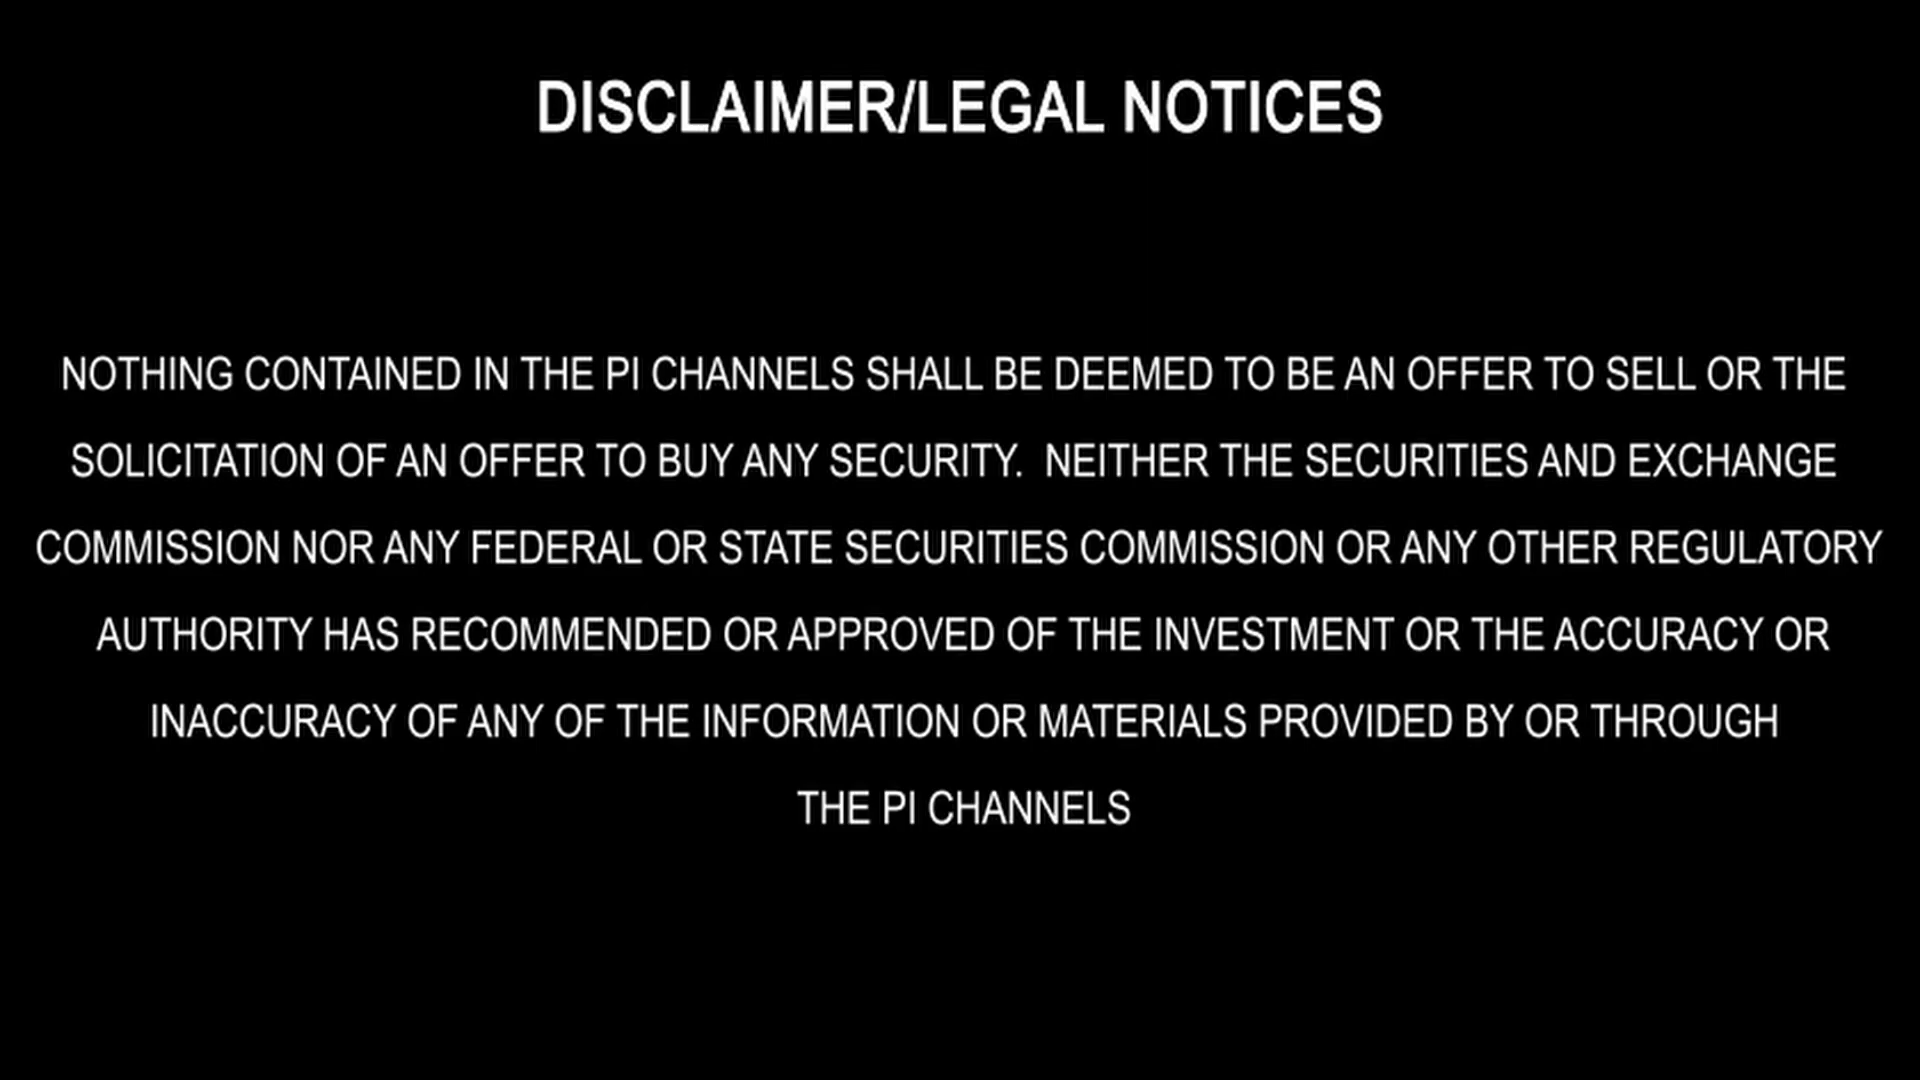 DISCLAIMER/LEGAL NOTICES
NOTHING CONTAINED IN THE PI CHANNELS SHALL BE DEEMED TO BE AN OFFER TO SELL OR THE
SOLICITATION OF AN OFFER TO BUY ANY SECURITY.  NEITHER THE SECURITIES AND EXCHANGE
COMMISSION NOR ANY FEDERAL OR STATE SECURITIES COMMISSION OR ANY OTHER REGULATORY
AUTHORITY HAS RECOMMENDED OR APPROVED OF THE INVESTMENT OR THE ACCURACY OR
INACCURACY OF ANY OF THE INFORMATION OR MATERIALS PROVIDED BY OR THROUGH
THE PI CHANNELS